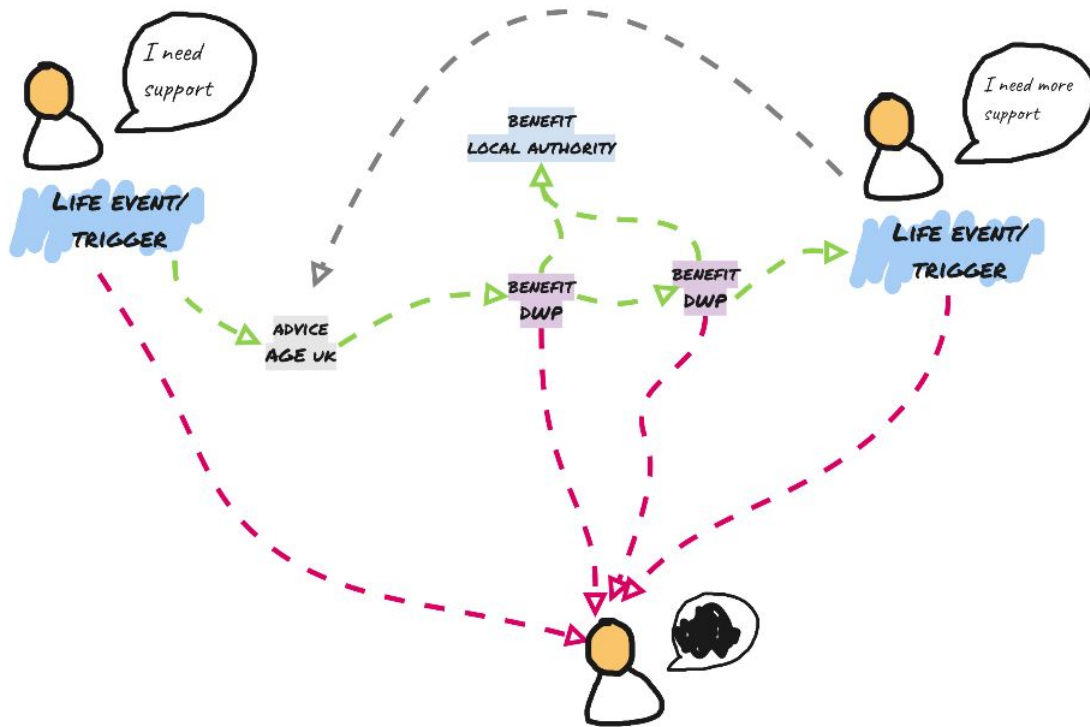 I need
support
LIFE EVENT/
TRIGGER
BENEFIT
LOCAL AUTHORITY
ADVICE
AGE UK
BENEFIT
DWP
BENEFIT
DWP
I need more
support
LIFE EVENT/
TRIGGER